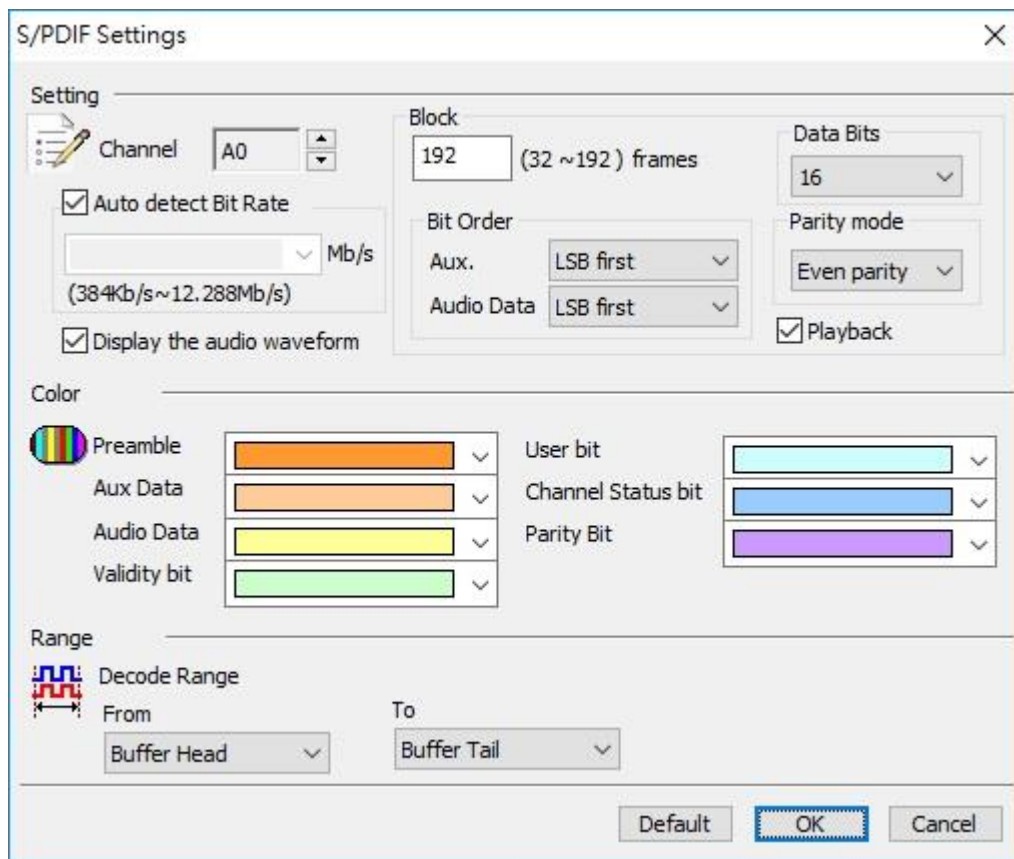 S/PDIF Settings
Setting
Channel A0
Auto detect Bit Rate
Mb/s
(384Kb/s~12.288Mb/s)
Display the audio waveform
Block
192 (32 ~192 ) frames
Bit Order
Aux. LSB first
Audio Data LSB first
Data Bits
16
Parity mode
Even parity
Playback
Color
Preamble
Aux Data
Audio Data
Validity bit
User bit
Channel Status bit
Parity Bit
Range
Decode Range
From
Buffer Head
To
Buffer Tail
Default OK Cancel